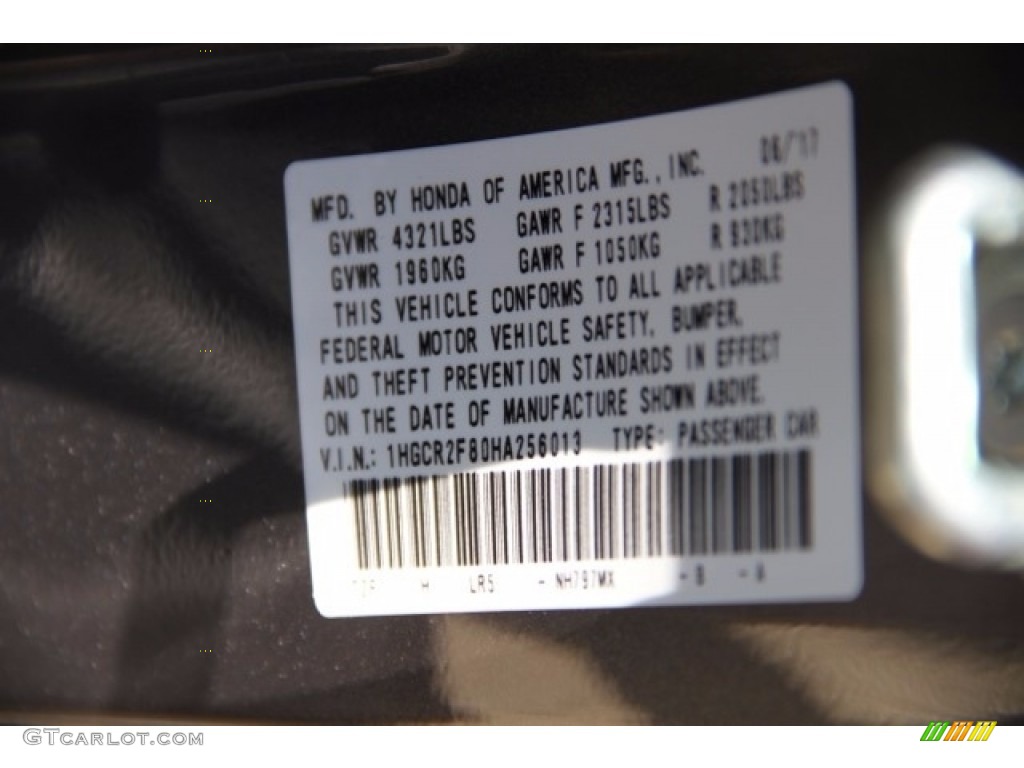 06/'17
MFD. BY HONDA OF AMERICA MFG., INC.
GVWR 4321LBS GAWR F 2315LBS R 2050LBS
GVWR 1960KG GAWR F 1050KG R 930KG
THIS VEHICLE CONFORMS TO ALL APPLICABLE
FEDERAL MOTOR VEHICLE SAFETY, BUMPER,
AND THEFT PREVENTION STANDARDS IN EFFECT
ON THE DATE OF MANUFACTURE SHOWN ABOVE.
V.I.N.: 1HGCR2F80HA256013 TYPE: PASSENGER CAR
H LR5 - NH797MX - B - A
GTCARLOT.COM